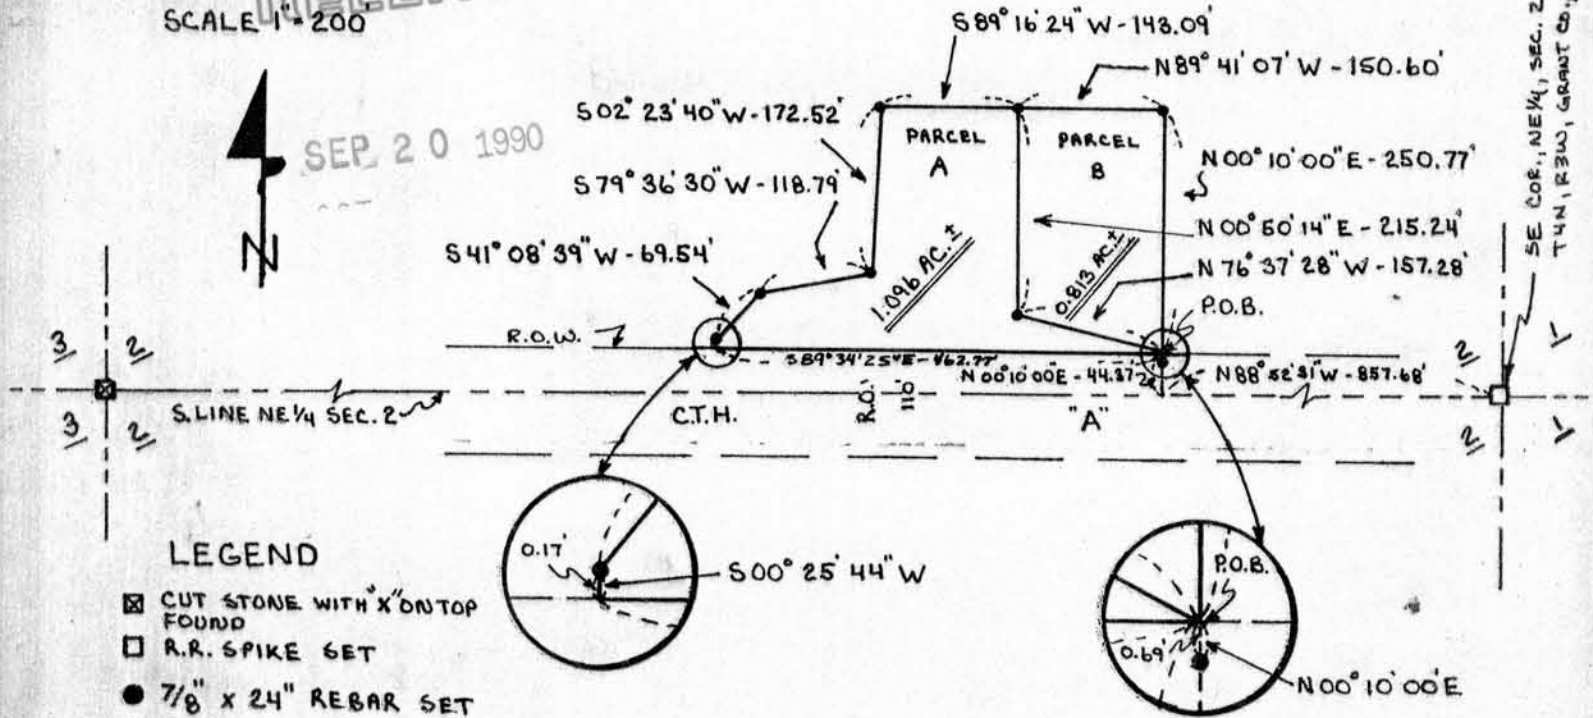 SCALE 1"=200'
SEP 20 1990
N
S89° 16' 24" W - 143.09'
N89° 41' 07" W - 150.60'
S02° 23' 40" W - 172.52'
PARCEL
A
PARCEL
B
N00° 10' 00" E - 250.77'
S79° 36' 30" W - 118.79'
N00° 50' 14" E - 215.24'
S41° 08' 39" W - 69.54'
1.096 AC.±
0.813 AC.±
N76° 37' 28" W - 157.28'
P.O.B.
R.O.W.
S89° 34' 25" E - 462.77'
N00° 10' 00" E - 44.37'
N88° 52' 31" W - 857.68'
3 2
3 2
S. LINE NE 1/4 SEC. 2
C.T.H.
R.O.
110'
"A"
2 1
2 1
SE COR., NE 1/4, SEC. 2
T4N, R3W, GRANT CO.,
0.17'
S00° 25' 44" W
P.O.B.
0.69'
N00° 10' 00" E
LEGEND
CUT STONE WITH "X" ON TOP
FOUND
R.R. SPIKE SET
7/8" X 24" REBAR SET